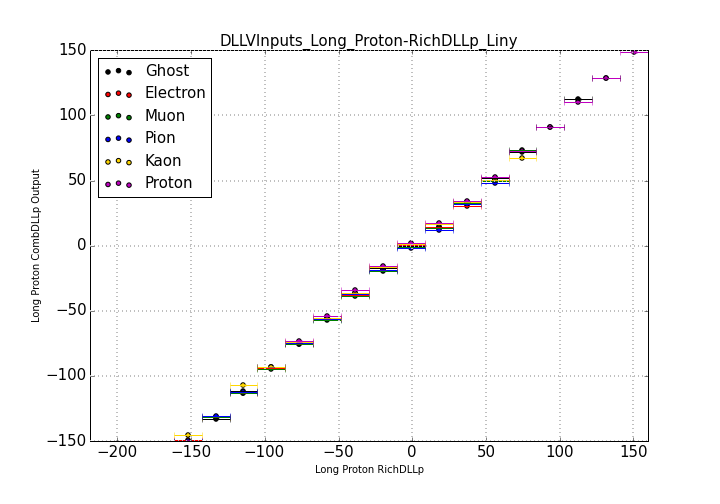 DLLVInputs_Long_Proton-RichDLLp_Liny
Long Proton CombDLLp Output
150
100
50
0
−50
−100
−150
Ghost
Electron
Muon
Pion
Kaon
Proton
−200 −150 −100 −50 0 50 100 150
Long Proton RichDLLp